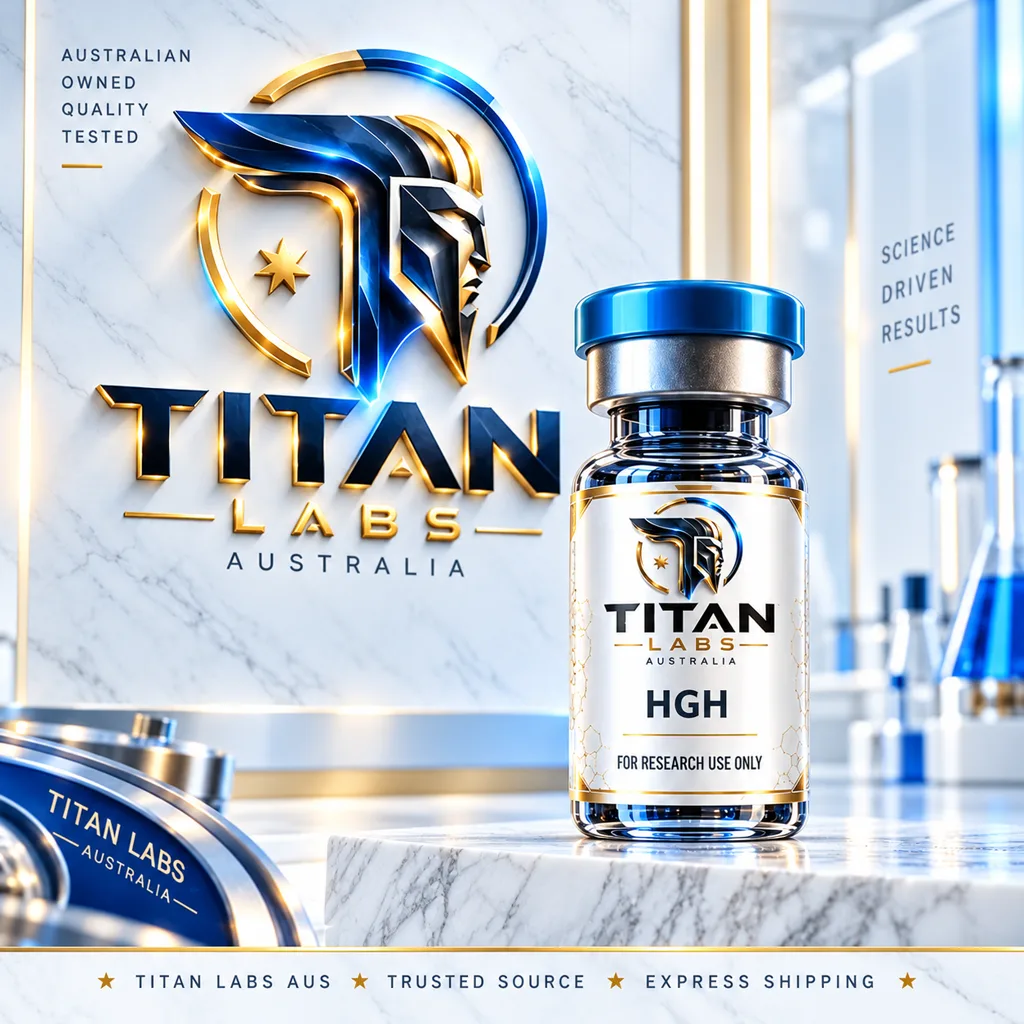 AUSTRALIAN
OWNED
QUALITY
TESTED
TITAN
LABS
AUSTRALIA
SCIENCE
DRIVEN
RESULTS
TITAN
LABS
AUSTRALIA
HGH
FOR RESEARCH USE ONLY
TITAN LABS
AUSTRALIA
★ TITAN LABS AUS ★ TRUSTED SOURCE ★ EXPRESS SHIPPING ★